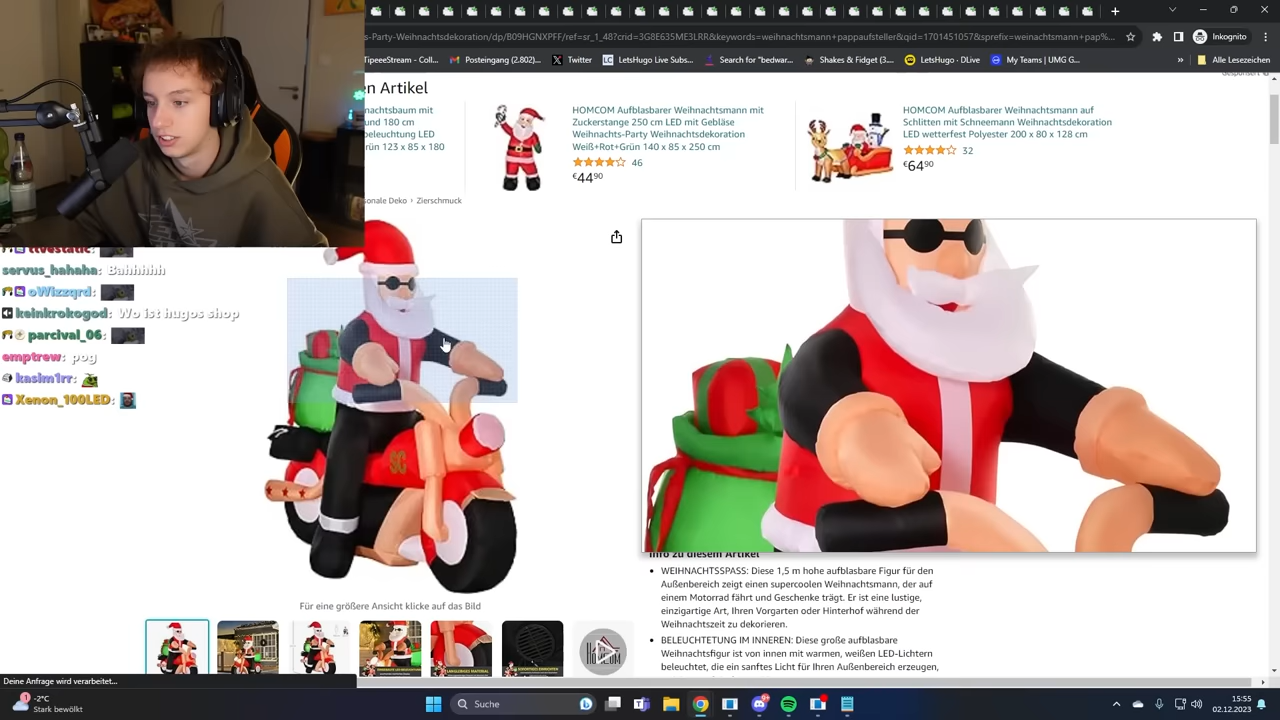 s-Party-Weihnachtsdekoration/dp/B09HGNXPFF/ref=sr_1_48?crid=3G8E635ME3LRR&keywords=weinachten+pappaufsteller&qid=1701451057&sprefix=weihnachtsmann+pap%...
Inkognito
TipeeeStream - Coll...
Posteingang (2.802)...
Twitter
LetsHugo Live Subs...
Search for "bedwar...
Shakes & Fidget (3....
LetsHugo · DLive
My Teams | UMG G...
Alle Lesezeichen
en Artikel
Gesponsert
nachtsbaum mit
und 180 cm
beleuchtung LED
rün 123 x 85 x 180
HOMCOM Aufblasbarer Weihnachtsmann mit
Zuckerstange 250 cm LED mit Gebläse
Weihnachts-Party Weihnachtsdekoration
Weiß+Rot+Grün 140 x 85 x 250 cm
46
€44⁹⁰
HOMCOM Aufblasbarer Weihnachtsmann auf
Schlitten mit Schneemann Weihnachtsdekoration
LED wetterfest Polyester 200 x 80 x 128 cm
32
€64⁹⁰
sonale Deko › Zierschmuck
livestatic:
servus_hahaha: Bahhhhh
oWizzqrd:
keinkrokogod: Wo ist hugos shop
parcival_06:
emptrew: pog
kasim1rr:
Xenon_100LED:
SC
Für eine größere Ansicht klicke auf das Bild
HOMCOM
Info zu diesem Artikel
WEIHNACHTSSPASS: Diese 1,5 m hohe aufblasbare Figur für den
Außenbereich zeigt einen supercoolen Weihnachtsmann, der auf
einem Motorrad fährt und Geschenke trägt. Er ist eine lustige,
einzigartige Art, Ihren Vorgarten oder Hinterhof während der
Weihnachtszeit zu dekorieren.
BELEUCHTETUNG IM INNEREN: Diese große aufblasbare
Weihnachtsfigur ist von innen mit warmen, weißen LED-Lichtern
beleuchtet, die ein sanftes Licht für Ihren Außenbereich erzeugen,
Deine Anfrage wird verarbeitet...
-2°C
Stark bewölkt
Suche
15:55
02.12.2023